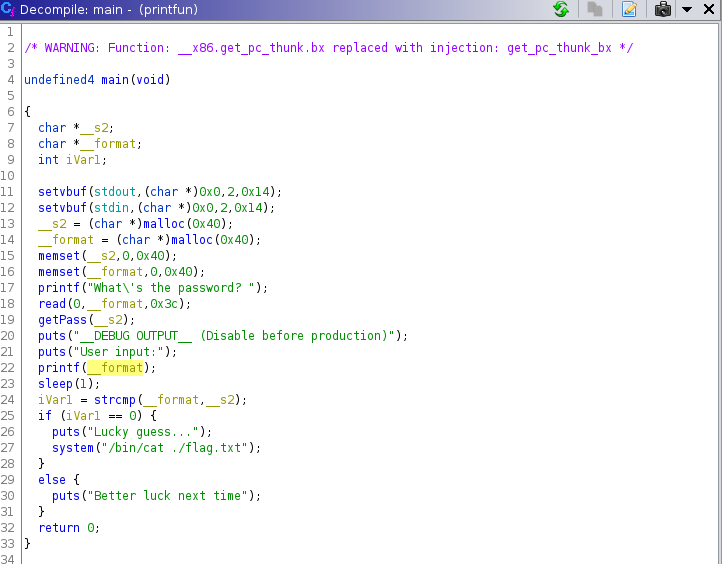 Decompile: main - (printfun)
1
2 /* WARNING: Function: __x86.get_pc_thunk.bx replaced with injection: get_pc_thunk_bx */
3
4 undefined4 main(void)
5
6 {
7 char *__s2;
8 char *__format;
9 int iVar1;
10
11 setvbuf(stdout,(char *)0x0,2,0x14);
12 setvbuf(stdin,(char *)0x0,2,0x14);
13 __s2 = (char *)malloc(0x40);
14 __format = (char *)malloc(0x40);
15 memset(__s2,0,0x40);
16 memset(__format,0,0x40);
17 printf("What\'s the password? ");
18 read(0,__format,0x3c);
19 getPass(__s2);
20 puts("__DEBUG OUTPUT__ (Disable before production)");
21 puts("User input:");
22 printf(__format);
23 sleep(1);
24 iVar1 = strcmp(__format,__s2);
25 if (iVar1 == 0) {
26 puts("Lucky guess...");
27 system("/bin/cat ./flag.txt");
28 }
29 else {
30 puts("Better luck next time");
31 }
32 return 0;
33 }
34